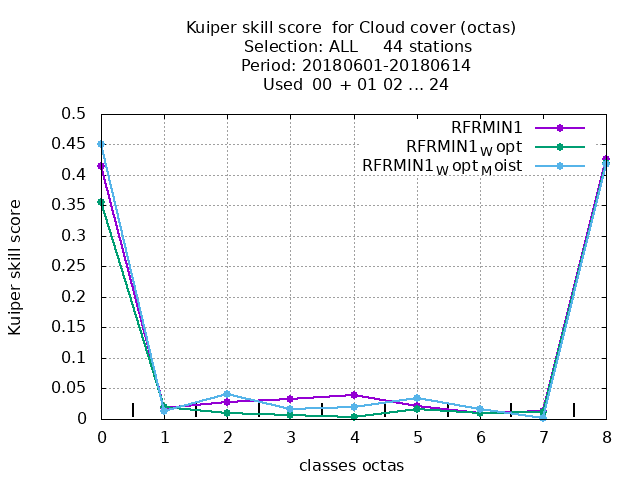 Kuiper skill score  for Cloud cover (octas)
Selection: ALL     44 stations
Period: 20180601-20180614
Used  00 + 01 02 ... 24
RFRMIN1
RFRMIN1W opt
RFRMIN1W optM oist
0.5
0.45
0.4
0.35
0.3
0.25
0.2
0.15
0.1
0.05
0
Kuiper skill score
0 1 2 3 4 5 6 7 8
classes octas